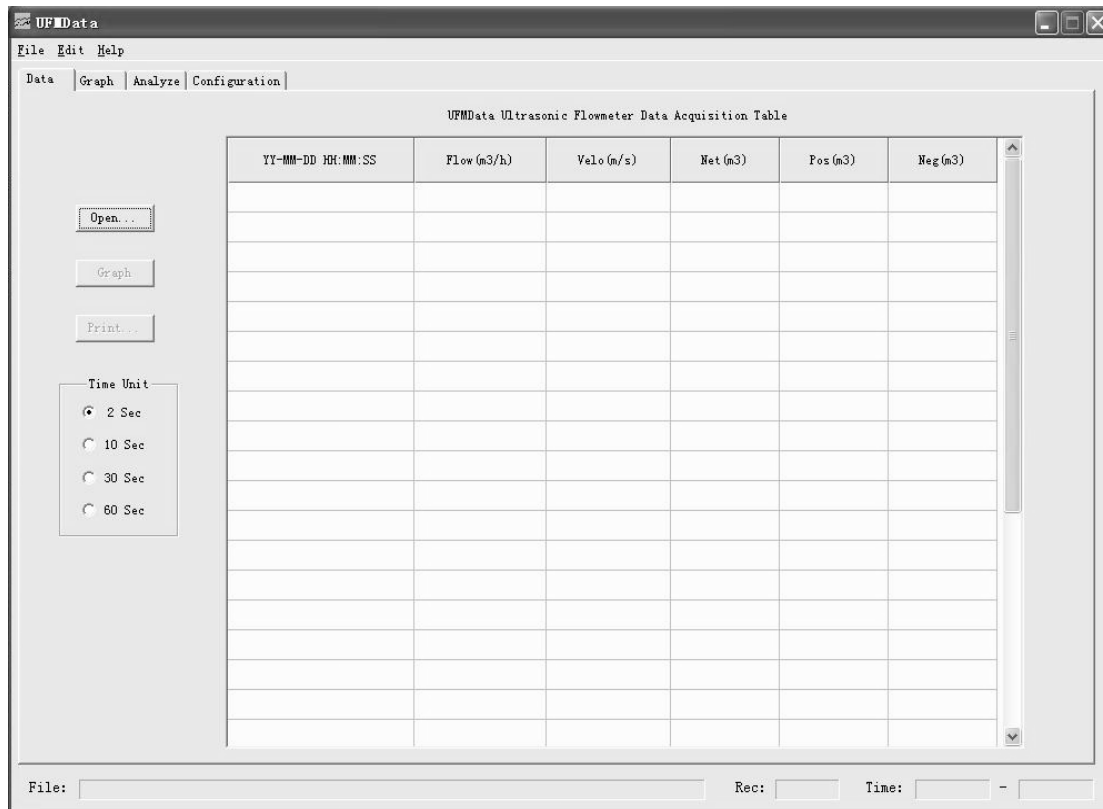 UFMData
File Edit Help
Data Graph Analyze Configuration
UFMData Ultrasonic Flowmeter Data Acquisition Table
YY-MM-DD HH:MM:SS Flow(m3/h) Velo(m/s) Net(m3) Pos(m3) Neg(m3)
Open...
Graph
Print...
Time Unit
2 Sec
10 Sec
30 Sec
60 Sec
File: Rec: Time: -